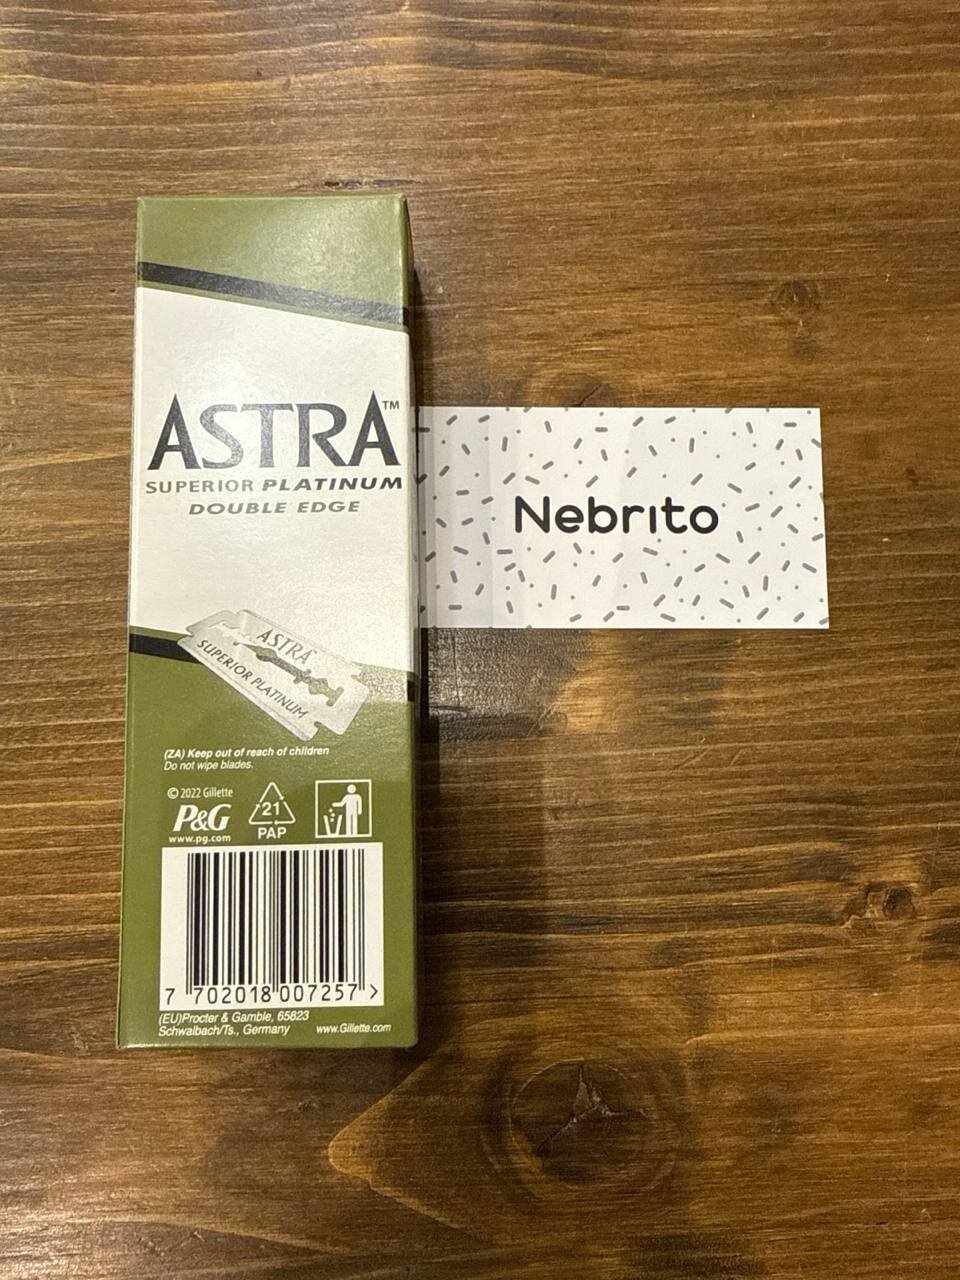 ASTRA™
SUPERIOR PLATINUM
DOUBLE EDGE
ASTRA
SUPERIOR PLATINUM
(ZA) Keep out of reach of children
Do not wipe blades.
© 2022 Gillette
P&G
www.pg.com
21
PAP
7 702018 007257 >
(EU)Procter & Gamble, 65823
Schwalbach/Ts., Germany www.Gillette.com
Nebrito